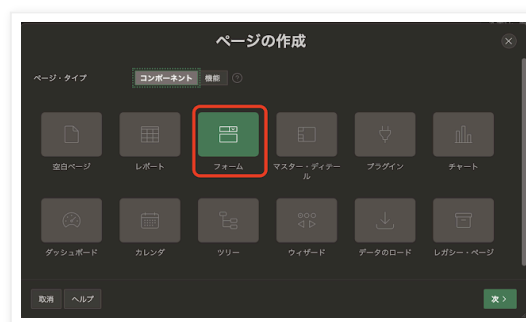 ページの作成
ページ・タイプ コンポーネント 機能
空白ページ レポート フォーム マスター・ディテー プラグイン チャート
ル
ダッシュボード カレンダ ツリー ウィザード データのロード レガシー・ページ
取消 ヘルプ 次 >